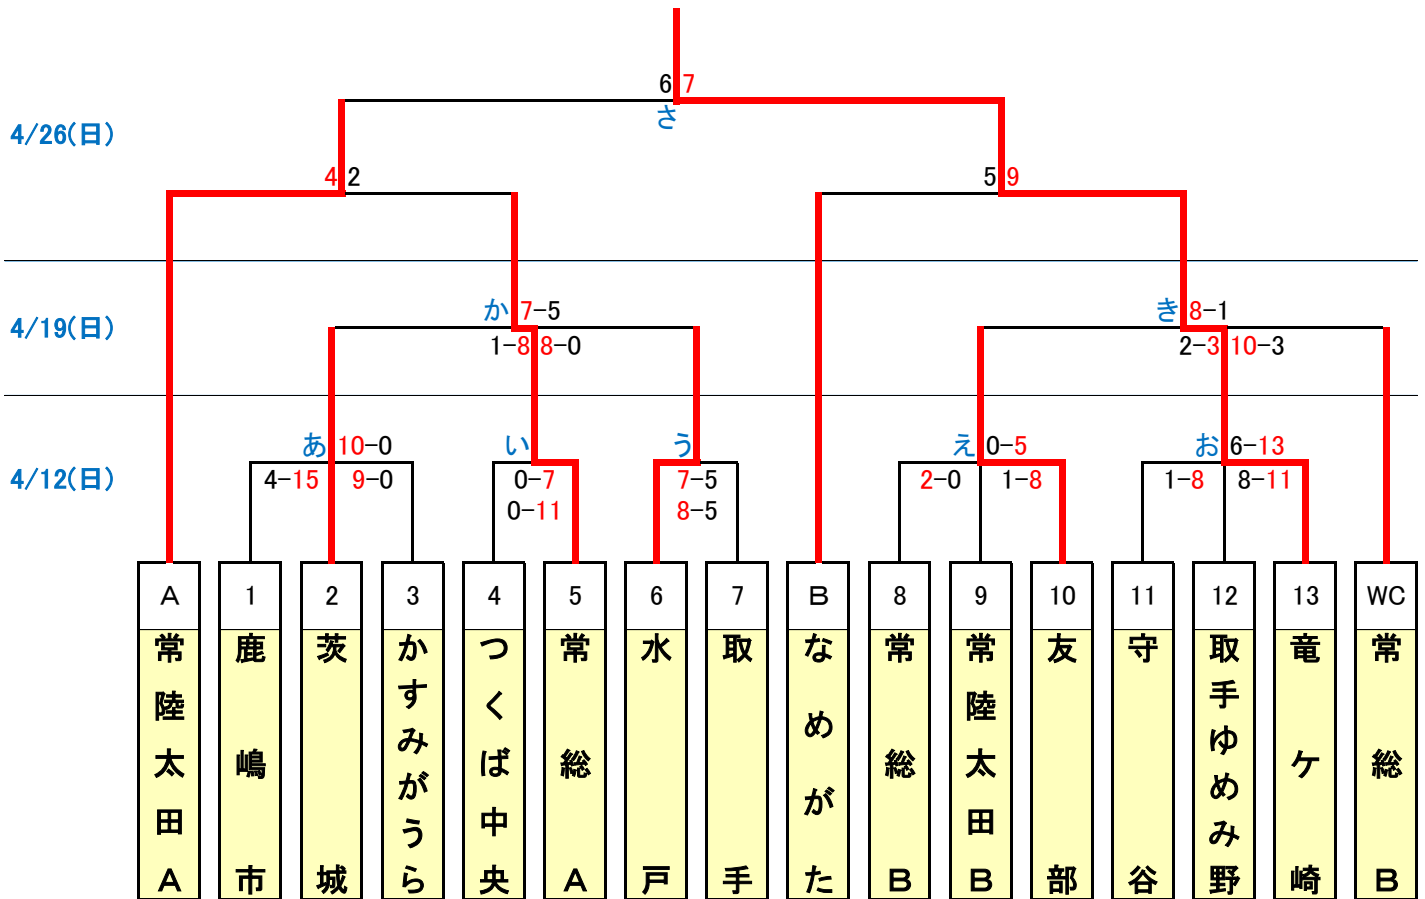 6 7
さ
4/26(日)
4 2
5 9
4/19(日)
か 7-5
1-8 8-0
き 8-1
2-3 10-3
4/12(日)
あ 10-0
4-15 9-0
い
0-7
0-11
う
7-5
8-5
え 0-5
2-0 1-8
お 6-13
1-8 8-11
A 1 2 3 4 5 6 7 B 8 9 10 11 12 13 WC
常陸太田A
鹿嶋市
茨城
かすみがうら
つくば中央
常総A
水戸
取手
なめがた
常総B
常陸太田B
友部
守谷
取手ゆめみ野
竜ケ崎
常総B